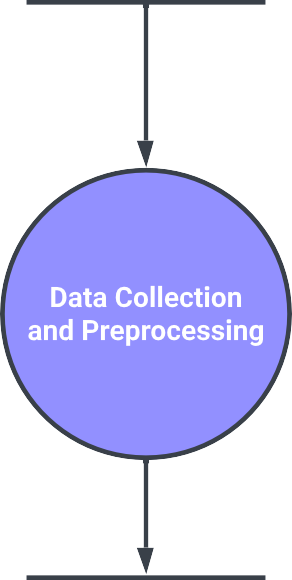 Data Collection
and Preprocessing